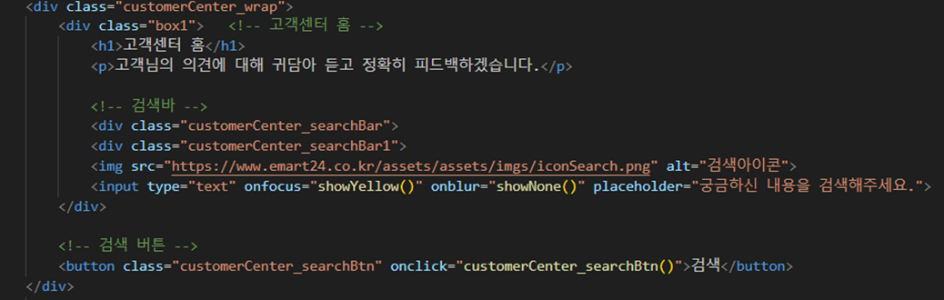 <div class="customerCenter_wrap">
<div class="box1">   <!-- 고객센터 홈 -->
<h1>고객센터 홈</h1>
<p>고객님의 의견에 대해 귀담아 듣고 정확히 피드백하겠습니다.</p>
<!-- 검색바 -->
<div class="customerCenter_searchBar">
<div class="customerCenter_searchBar1">
<img src="https://www.emart24.co.kr/assets/assets/imgs/iconSearch.png" alt="검색아이콘">
<input type="text" onfocus="showYellow()" onblur="showNone()" placeholder="궁금하신 내용을 검색해주세요.">
</div>
<!-- 검색 버튼 -->
<button class="customerCenter_searchBtn" onclick="customerCenter_searchBtn()">검색</button>
</div>